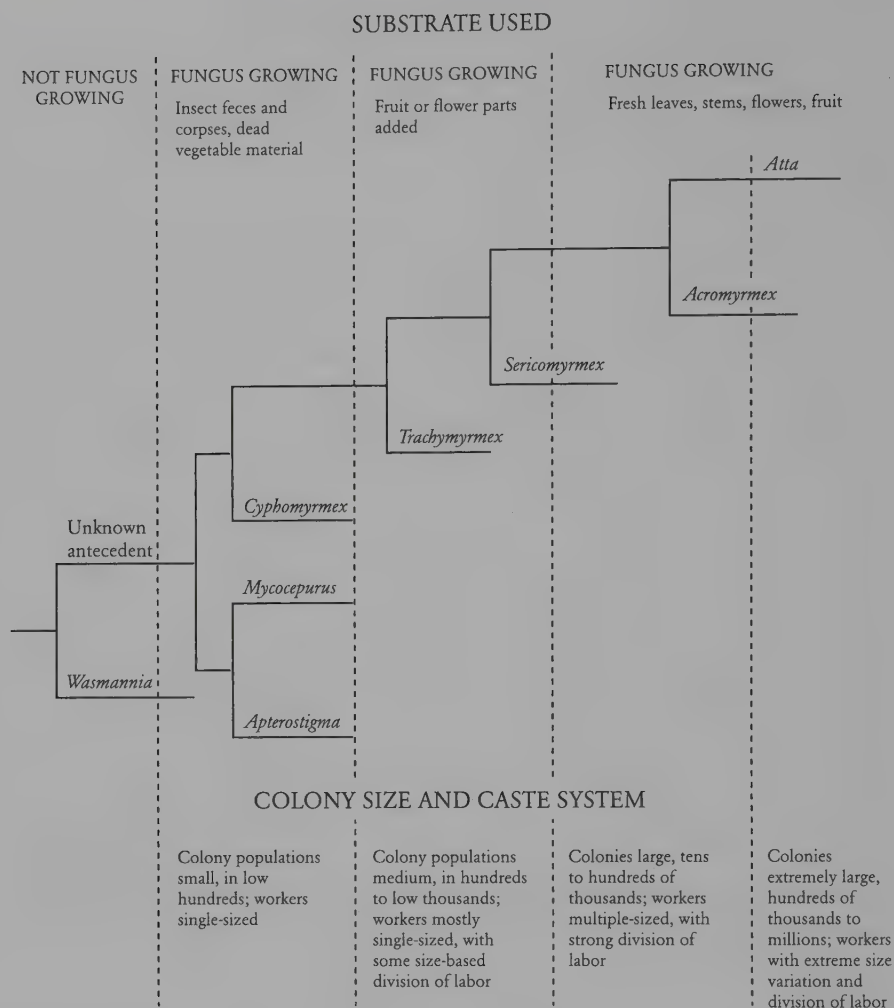 SUBSTRATE USED
NOT FUNGUS
GROWING
FUNGUS GROWING
Insect feces and
corpses, dead
vegetable material
FUNGUS GROWING
Fruit or flower parts
added
FUNGUS GROWING
Fresh leaves, stems, flowers, fruit
Atta
Acromyrmex
Sericomyrmex
Trachymyrmex
Cyphomyrmex
Unknown
antecedent
Mycocepurus
Wasmannia
Apterostigma
COLONY SIZE AND CASTE SYSTEM
Colony populations
small, in low
hundreds; workers
single-sized
Colony populations
medium, in hundreds
to low thousands;
workers mostly
single-sized, with
some size-based
division of labor
Colonies large, tens
to hundreds of
thousands; workers
multiple-sized, with
strong division of
labor
Colonies
extremely large,
hundreds of
thousands to
millions; workers
with extreme size
variation and
division of labor